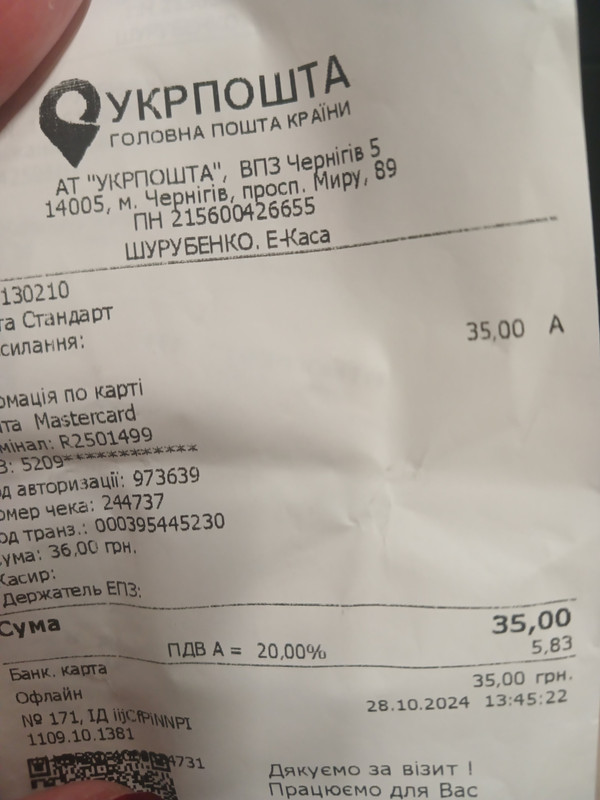 УКРПОШТА
ГОЛОВНА ПОШТА КРАЇНИ
АТ "УКРПОШТА", ВПЗ Чернігів 5
14005, м. Чернігів, просп. Миру, 89
ПН 215600426655
ШУРУБЕНКО. Е-Каса
130210
та Стандарт
силання:
35,00 А
рмація по карті
та Mastercard
мінал: R2501499
З: 5209************
д авторизації: 973639
омер чека: 244737
од транз.: 000395445230
ума: 36,00 грн.
Касир:
Держатель ЕПЗ:
Сума 35,00
ПДВ А = 20,00% 5,83
Банк. карта 35,00 грн.
Офлайн 28.10.2024 13:45:22
№ 171, ІД iijCfPiNNPI
1109.10.1381
4731
Дякуємо за візит !
Працюємо для Вас